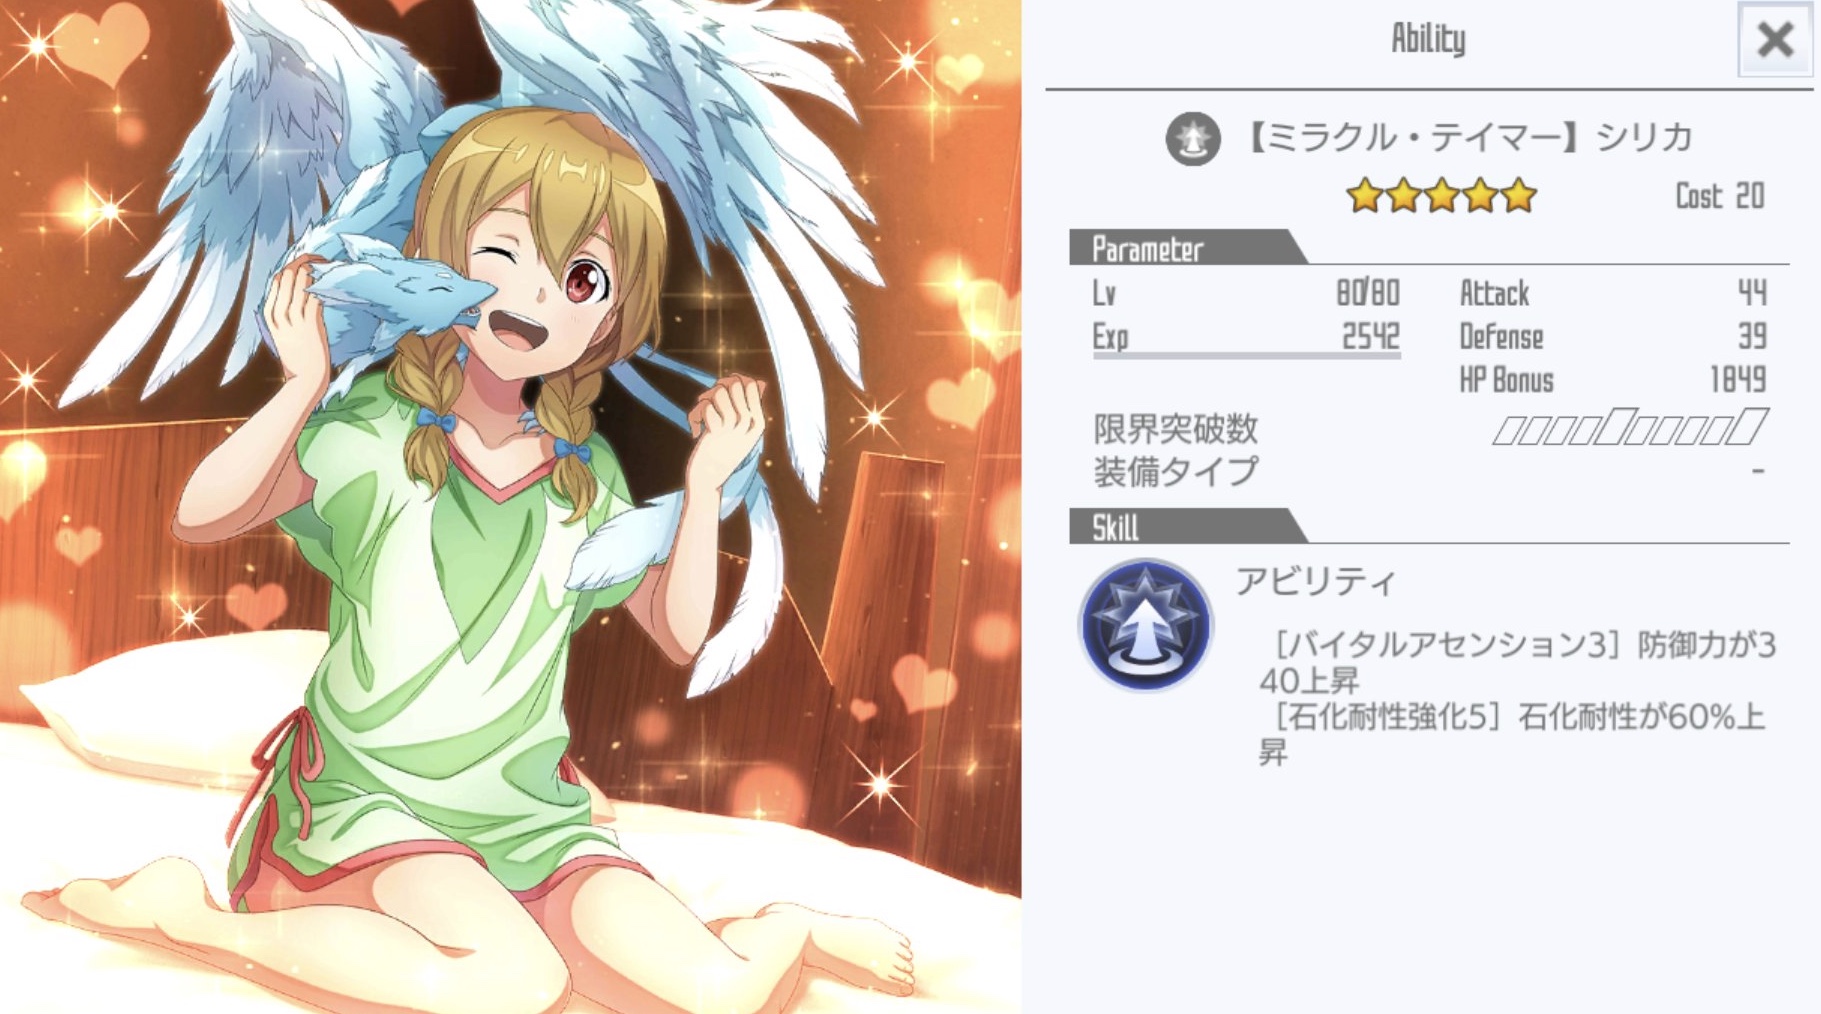 Ability
【ミラクル・テイマー】シリカ
Cost 20
Parameter
Lv 80/80 Attack 44
Exp 2542 Defense 39
HP Bonus 1849
限界突破数
装備タイプ -
Skill
アビリティ
［バイタルアセンション3］防御力が3
40上昇
［石化耐性強化5］石化耐性が60%上
昇